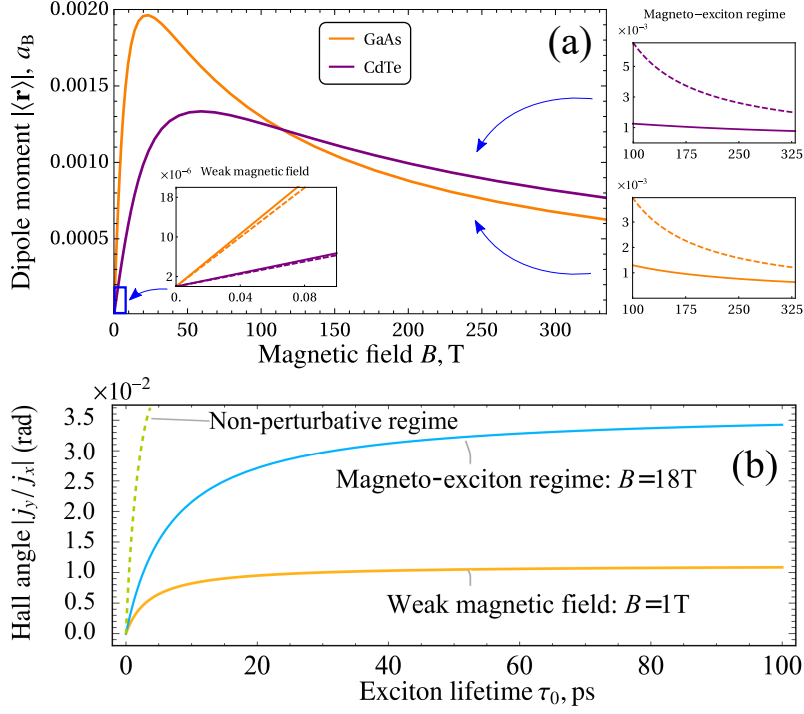 0.0020
0.0015
0.0010
0.0005
Dipole moment |⟨r⟩|, aB
GaAs
CdTe
(a)
×10⁻⁶ Weak magnetic field
18
10
2
0.0 0.04 0.08
0 50 100 150 200 250 300
Magnetic field B, T
Magneto-exciton regime
×10⁻³
5
3
1
100 175 250 325
×10⁻³
3
2
1
100 175 250 325
×10⁻²
3.5
3.0
2.5
2.0
1.5
1.0
0.5
0.0
Hall angle |jy/jx| (rad)
Non-perturbative regime
(b)
Magneto-exciton regime: B=18T
Weak magnetic field: B=1T
0 20 40 60 80 100
Exciton lifetime τ0, ps